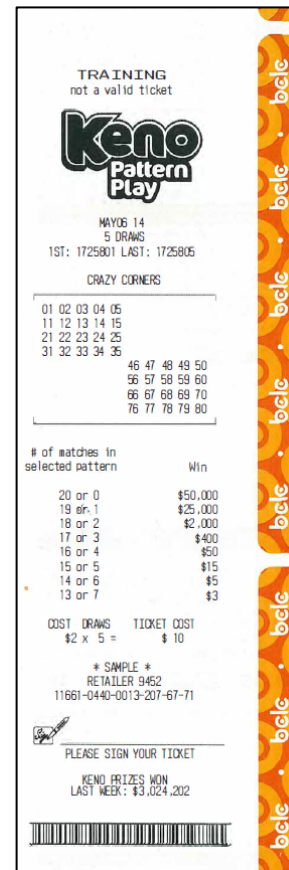 TRAINING
not a valid ticket
Keno
Pattern
Play
MAY06 14
5 DRAWS
1ST: 1725801 LAST: 1725805
CRAZY CORNERS
01 02 03 04 05
11 12 13 14 15
21 22 23 24 25
31 32 33 34 35
46 47 48 49 50
56 57 58 59 60
66 67 68 69 70
76 77 78 79 80
# of matches in
selected pattern Win
20 or 0 $50,000
19 or 1 $25,000
18 or 2 $2,000
17 or 3 $400
16 or 4 $50
15 or 5 $15
14 or 6 $5
13 or 7 $3
COST DRAWS TICKET COST
$2 x 5 = $ 10
* SAMPLE *
RETAILER 9452
11661-0440-0013-207-67-71
Sign
PLEASE SIGN YOUR TICKET
KENO PRIZES WON
LAST WEEK: $3,024,202
bclc
bclc
bclc
bclc
bclc
bclc
bclc